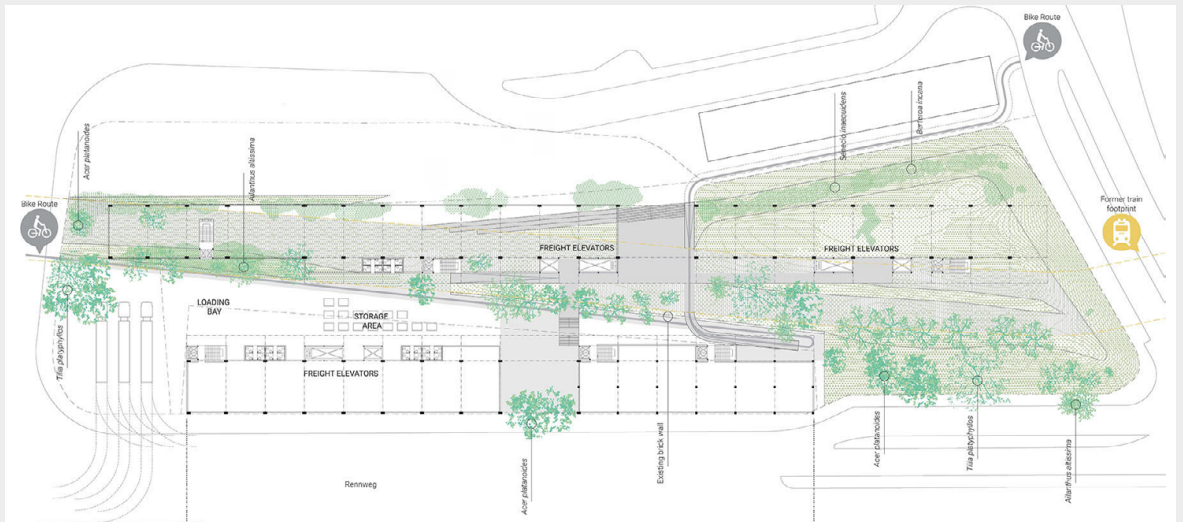 Bike Route
Acer platanoides
Ailanthus altissima
Senecio inaequidens
Berteroa incana
Bike Route
Former train
footprint
FREIGHT ELEVATORS
FREIGHT ELEVATORS
LOADING
BAY
STORAGE
AREA
Tilia platyphyllos
FREIGHT ELEVATORS
Existing brick wall
Acer platanoides
Acer platanoides
Tilia platyphyllos
Ailanthus altissima
Rennweg